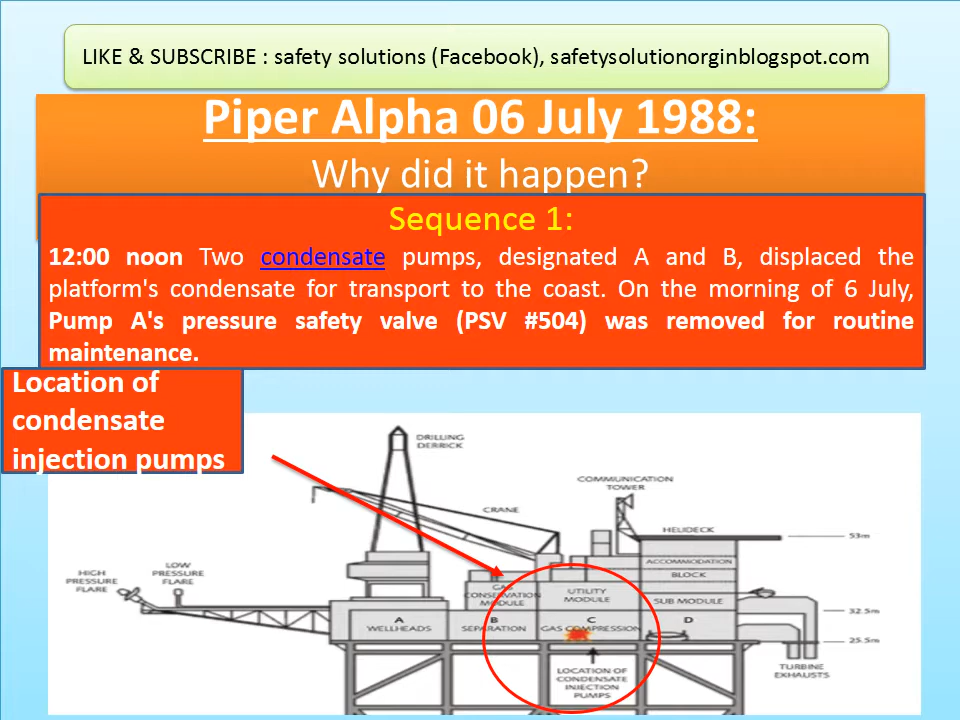 LIKE & SUBSCRIBE : safety solutions (Facebook), safetysolutionorginblogspot.com
Piper Alpha 06 July 1988:
Why did it happen?
Sequence 1:
12:00 noon Two condensate pumps, designated A and B, displaced the
platform's condensate for transport to the coast. On the morning of 6 July,
Pump A's pressure safety valve (PSV #504) was removed for routine
maintenance.
Location of
condensate
injection pumps
DRILLING
DERRICK
COMMUNICATION
TOWER
CRANE
HELIDECK
53m
ACCOMMODATION
BLOCK
HIGH
PRESSURE
FLARE
LOW
PRESSURE
FLARE
GAS
CONSERVATION
MODULE
UTILITY
MODULE
SUB MODULE
32.5m
A
WELLHEADS
B
SEPARATION
C
GAS COMPRESSION
D
25.5m
LOCATION OF
CONDENSATE
INJECTION
PUMPS
TURBINE
EXHAUSTS